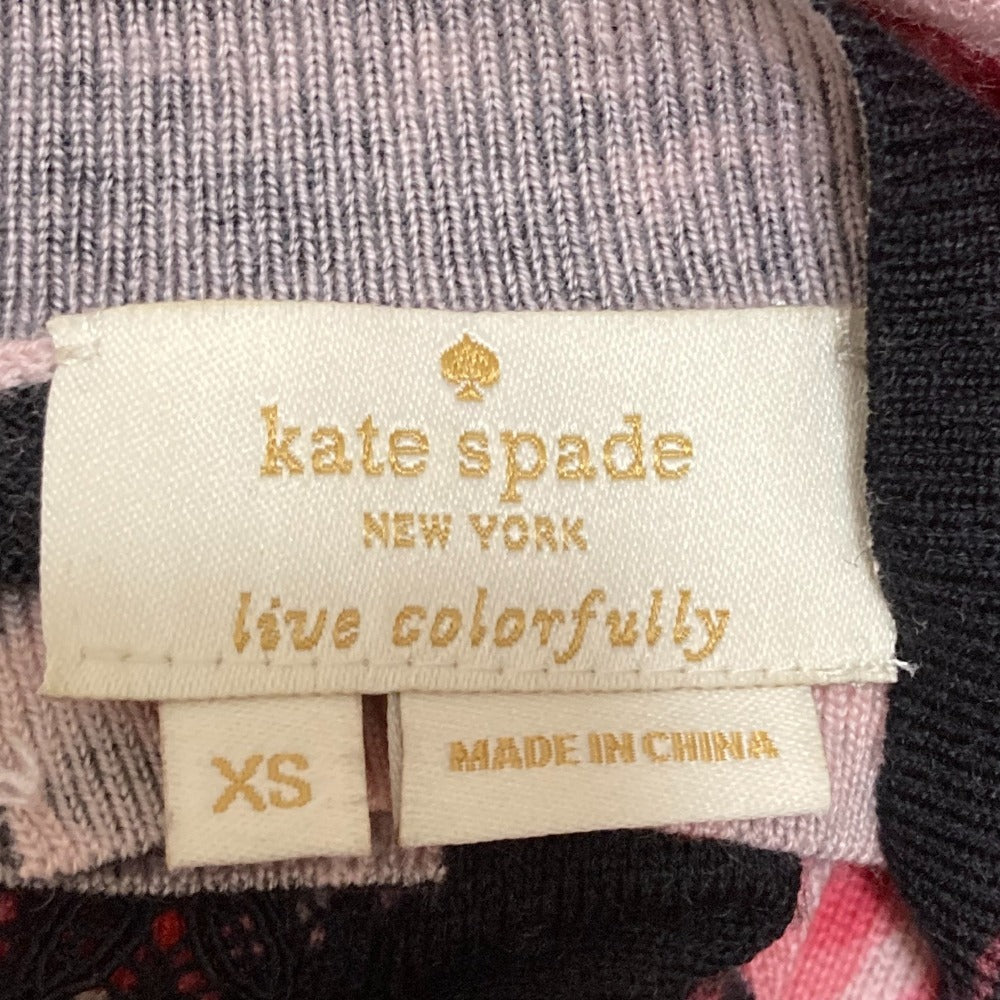 kate spade
NEW YORK
live colorfully
XS
MADE IN CHINA